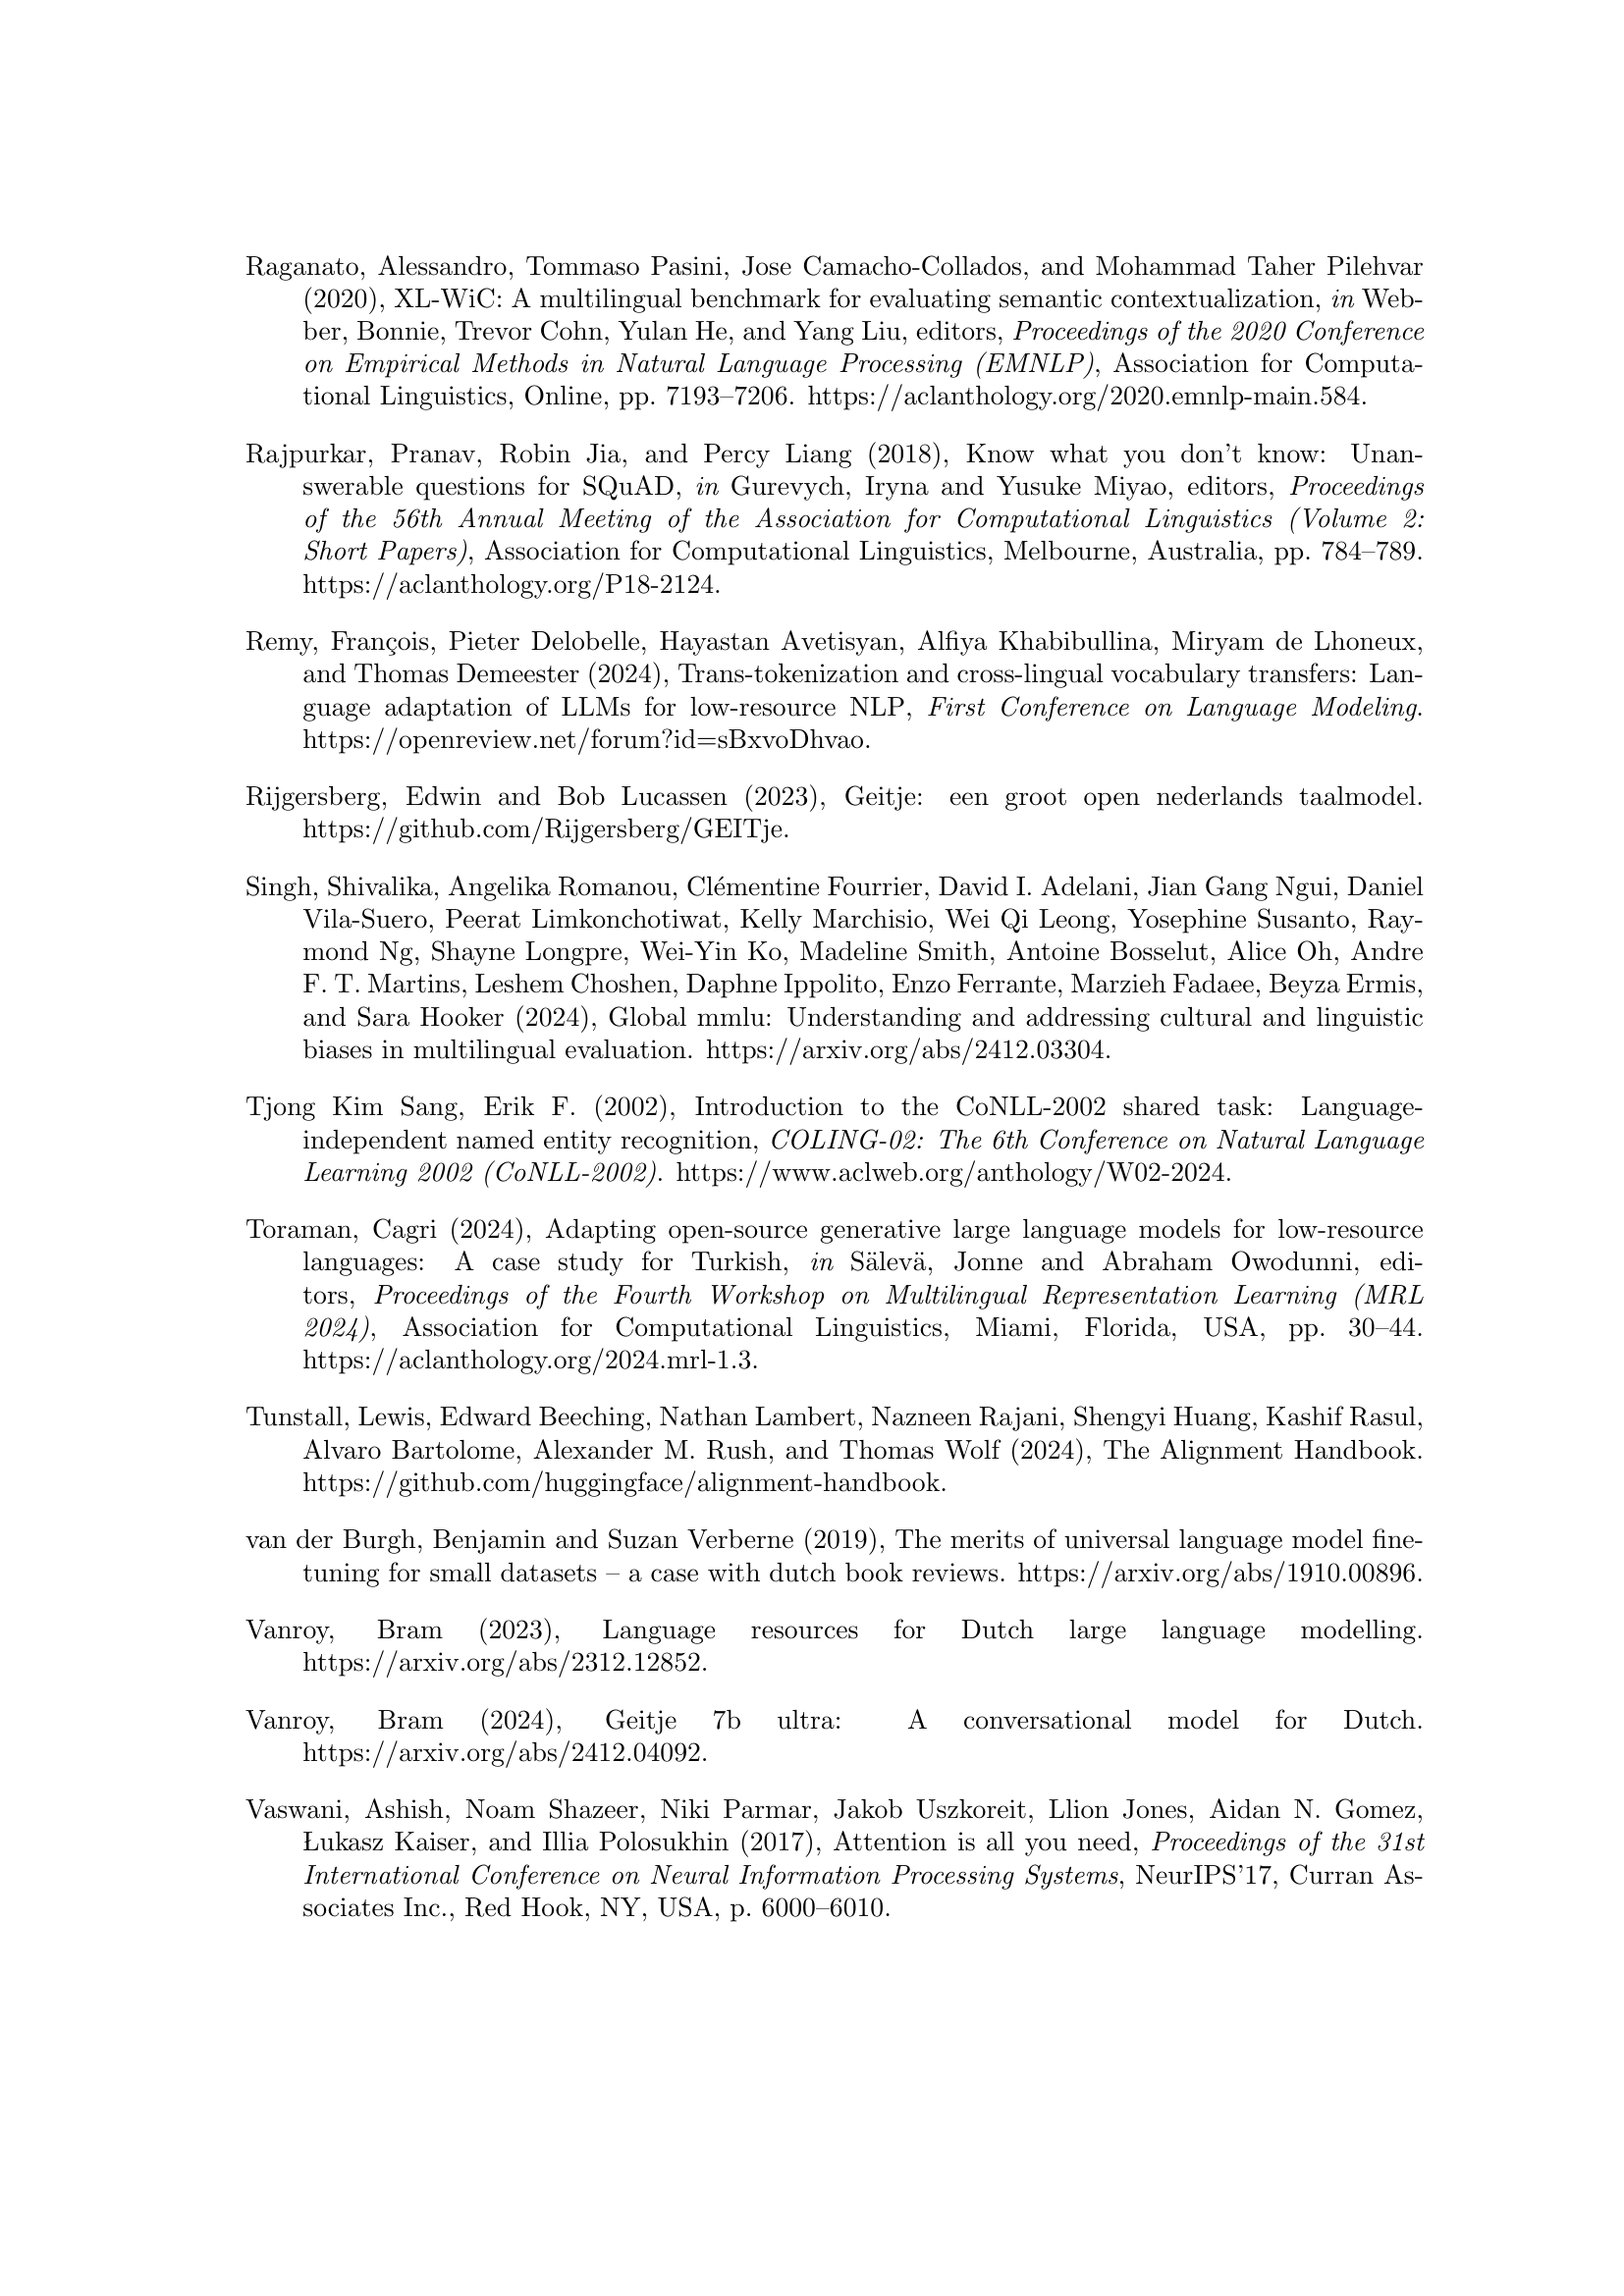 Raganato, Alessandro, Tommaso Pasini, Jose Camacho-Collados, and Mohammad Taher Pilehvar
(2020), XL-WiC: A multilingual benchmark for evaluating semantic contextualization, in Web-
ber, Bonnie, Trevor Cohn, Yulan He, and Yang Liu, editors, Proceedings of the 2020 Conference
on Empirical Methods in Natural Language Processing (EMNLP), Association for Computa-
tional Linguistics, Online, pp. 7193–7206. https://aclanthology.org/2020.emnlp-main.584.
Rajpurkar, Pranav, Robin Jia, and Percy Liang (2018), Know what you don't know: Unan-
swerable questions for SQuAD, in Gurevych, Iryna and Yusuke Miyao, editors, Proceedings
of the 56th Annual Meeting of the Association for Computational Linguistics (Volume 2:
Short Papers), Association for Computational Linguistics, Melbourne, Australia, pp. 784–789.
https://aclanthology.org/P18-2124.
Remy, François, Pieter Delobelle, Hayastan Avetisyan, Alfiya Khabibullina, Miryam de Lhoneux,
and Thomas Demeester (2024), Trans-tokenization and cross-lingual vocabulary transfers: Lan-
guage adaptation of LLMs for low-resource NLP, First Conference on Language Modeling.
https://openreview.net/forum?id=sBxvoDhvao.
Rijgersberg, Edwin and Bob Lucassen (2023), Geitje: een groot open nederlands taalmodel.
https://github.com/Rijgersberg/GEITje.
Singh, Shivalika, Angelika Romanou, Clémentine Fourrier, David I. Adelani, Jian Gang Ngui, Daniel
Vila-Suero, Peerat Limkonchotiwat, Kelly Marchisio, Wei Qi Leong, Yosephine Susanto, Ray-
mond Ng, Shayne Longpre, Wei-Yin Ko, Madeline Smith, Antoine Bosselut, Alice Oh, Andre
F. T. Martins, Leshem Choshen, Daphne Ippolito, Enzo Ferrante, Marzieh Fadaee, Beyza Ermis,
and Sara Hooker (2024), Global mmlu: Understanding and addressing cultural and linguistic
biases in multilingual evaluation. https://arxiv.org/abs/2412.03304.
Tjong Kim Sang, Erik F. (2002), Introduction to the CoNLL-2002 shared task: Language-
independent named entity recognition, COLING-02: The 6th Conference on Natural Language
Learning 2002 (CoNLL-2002). https://www.aclweb.org/anthology/W02-2024.
Toraman, Cagri (2024), Adapting open-source generative large language models for low-resource
languages: A case study for Turkish, in Sälevä, Jonne and Abraham Owodunni, edi-
tors, Proceedings of the Fourth Workshop on Multilingual Representation Learning (MRL
2024), Association for Computational Linguistics, Miami, Florida, USA, pp. 30–44.
https://aclanthology.org/2024.mrl-1.3.
Tunstall, Lewis, Edward Beeching, Nathan Lambert, Nazneen Rajani, Shengyi Huang, Kashif Rasul,
Alvaro Bartolome, Alexander M. Rush, and Thomas Wolf (2024), The Alignment Handbook.
https://github.com/huggingface/alignment-handbook.
van der Burgh, Benjamin and Suzan Verberne (2019), The merits of universal language model fine-
tuning for small datasets – a case with dutch book reviews. https://arxiv.org/abs/1910.00896.
Vanroy, Bram (2023), Language resources for Dutch large language modelling.
https://arxiv.org/abs/2312.12852.
Vanroy, Bram (2024), Geitje 7b ultra: A conversational model for Dutch.
https://arxiv.org/abs/2412.04092.
Vaswani, Ashish, Noam Shazeer, Niki Parmar, Jakob Uszkoreit, Llion Jones, Aidan N. Gomez,
Łukasz Kaiser, and Illia Polosukhin (2017), Attention is all you need, Proceedings of the 31st
International Conference on Neural Information Processing Systems, NeurIPS'17, Curran As-
sociates Inc., Red Hook, NY, USA, p. 6000–6010.